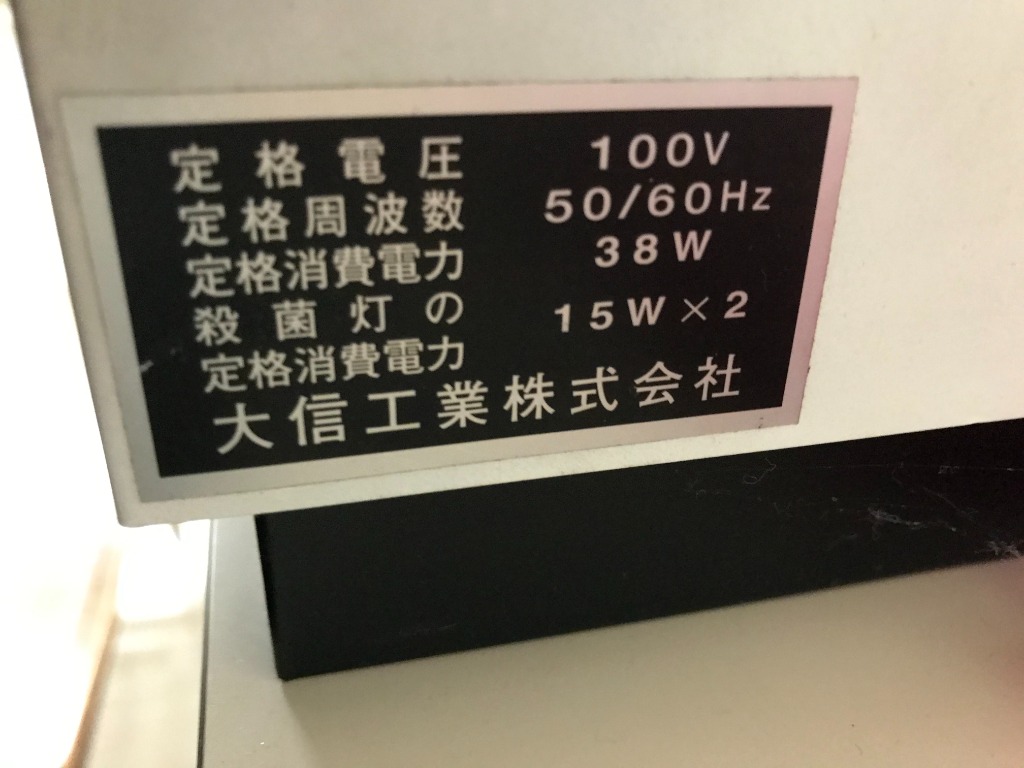 定格電圧 100V
定格周波数 50/60Hz
定格消費電力 38W
殺菌灯の
定格消費電力 15W×2
大信工業株式会社